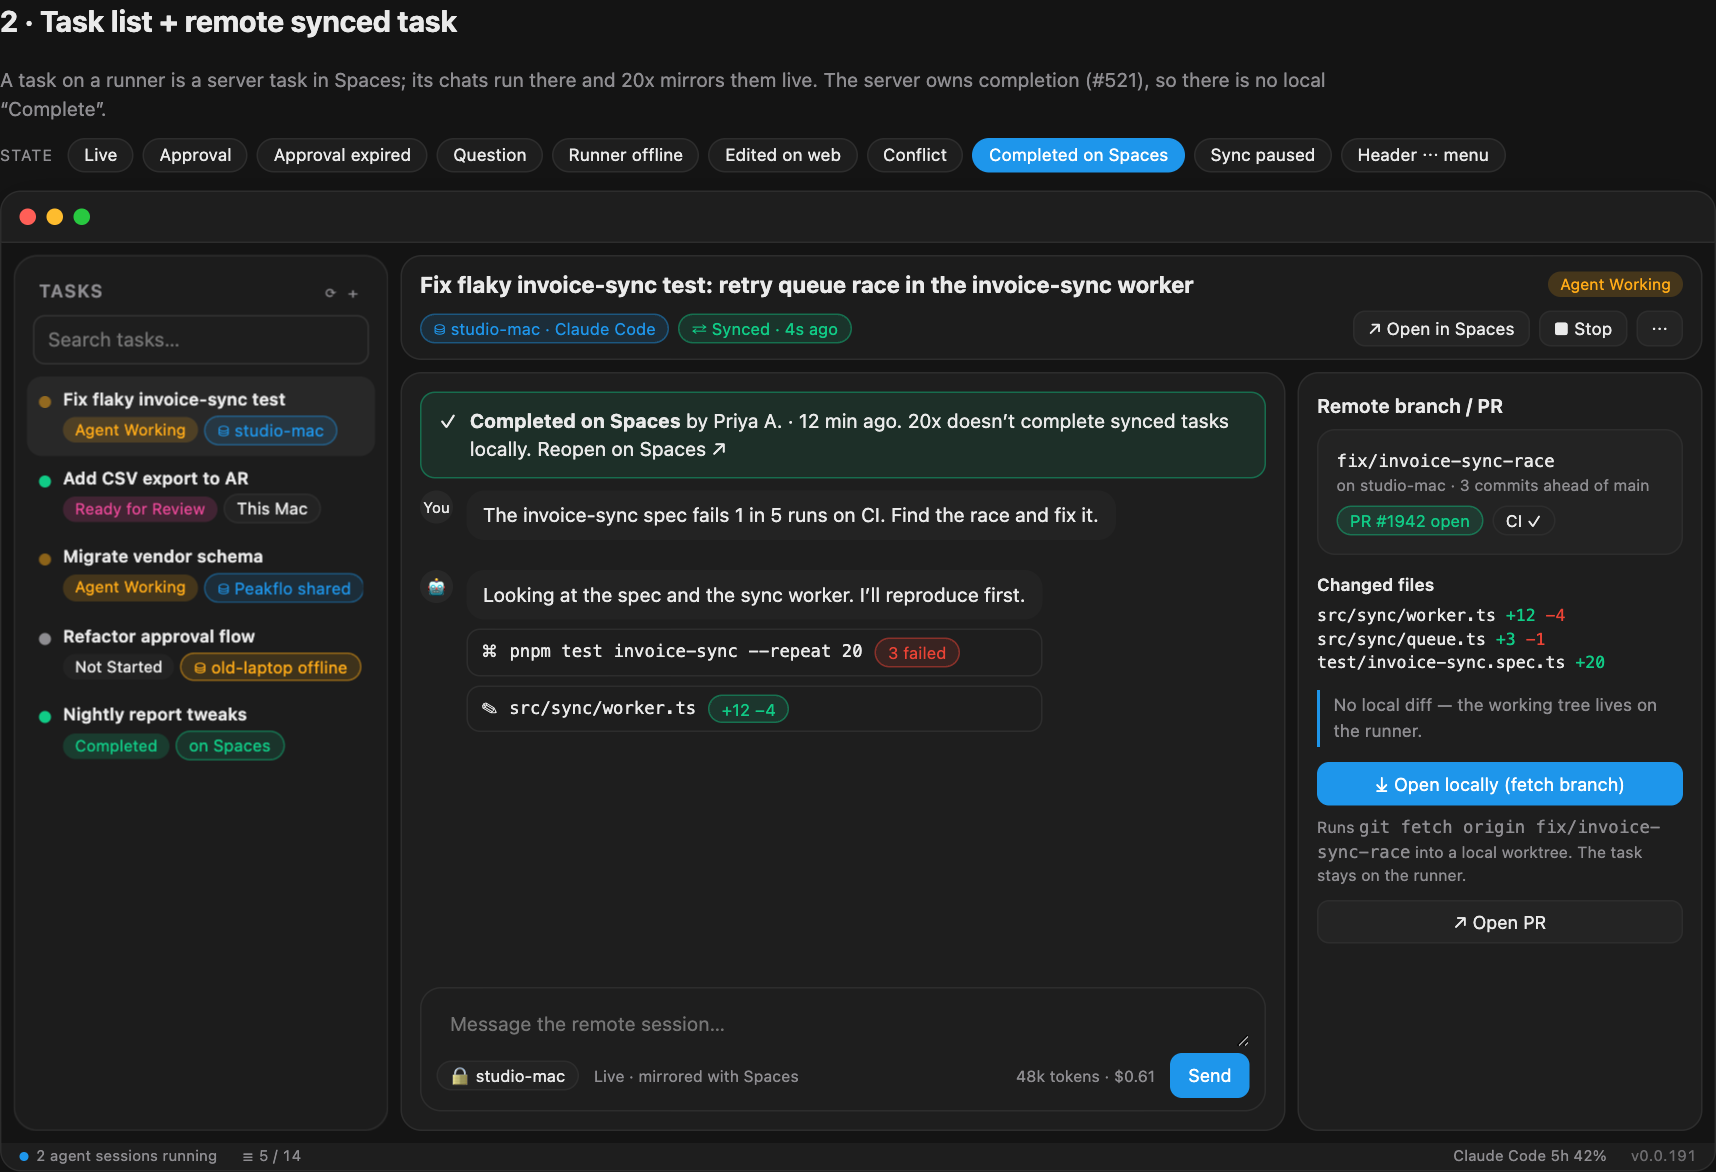 2 · Task list + remote synced task
A task on a runner is a server task in Spaces; its chats run there and 20x mirrors them live. The server owns completion (#521), so there is no local
“Complete”.
STATE Live Approval Approval expired Question Runner offline Edited on web Conflict Completed on Spaces Sync paused Header ··· menu
TASKS
Search tasks...
Fix flaky invoice-sync test
Agent Working studio-mac
Add CSV export to AR
Ready for Review This Mac
Migrate vendor schema
Agent Working Peakflo shared
Refactor approval flow
Not Started old-laptop offline
Nightly report tweaks
Completed on Spaces
Fix flaky invoice-sync test: retry queue race in the invoice-sync worker
Agent Working
studio-mac · Claude Code ⇄ Synced · 4s ago
↗ Open in Spaces Stop ···
✓ Completed on Spaces by Priya A. · 12 min ago. 20x doesn’t complete synced tasks
locally. Reopen on Spaces ↗
You
The invoice-sync spec fails 1 in 5 runs on CI. Find the race and fix it.
Looking at the spec and the sync worker. I’ll reproduce first.
⌘ pnpm test invoice-sync --repeat 20 3 failed
✎ src/sync/worker.ts +12 −4
Message the remote session...
studio-mac Live · mirrored with Spaces 48k tokens · $0.61 Send
Remote branch / PR
fix/invoice-sync-race
on studio-mac · 3 commits ahead of main
PR #1942 open CI ✓
Changed files
src/sync/worker.ts +12 −4
src/sync/queue.ts +3 −1
test/invoice-sync.spec.ts +20
No local diff — the working tree lives on
the runner.
↓ Open locally (fetch branch)
Runs git fetch origin fix/invoice-
sync-race into a local worktree. The task
stays on the runner.
↗ Open PR
2 agent sessions running ≡ 5 / 14
Claude Code 5h 42% v0.0.191